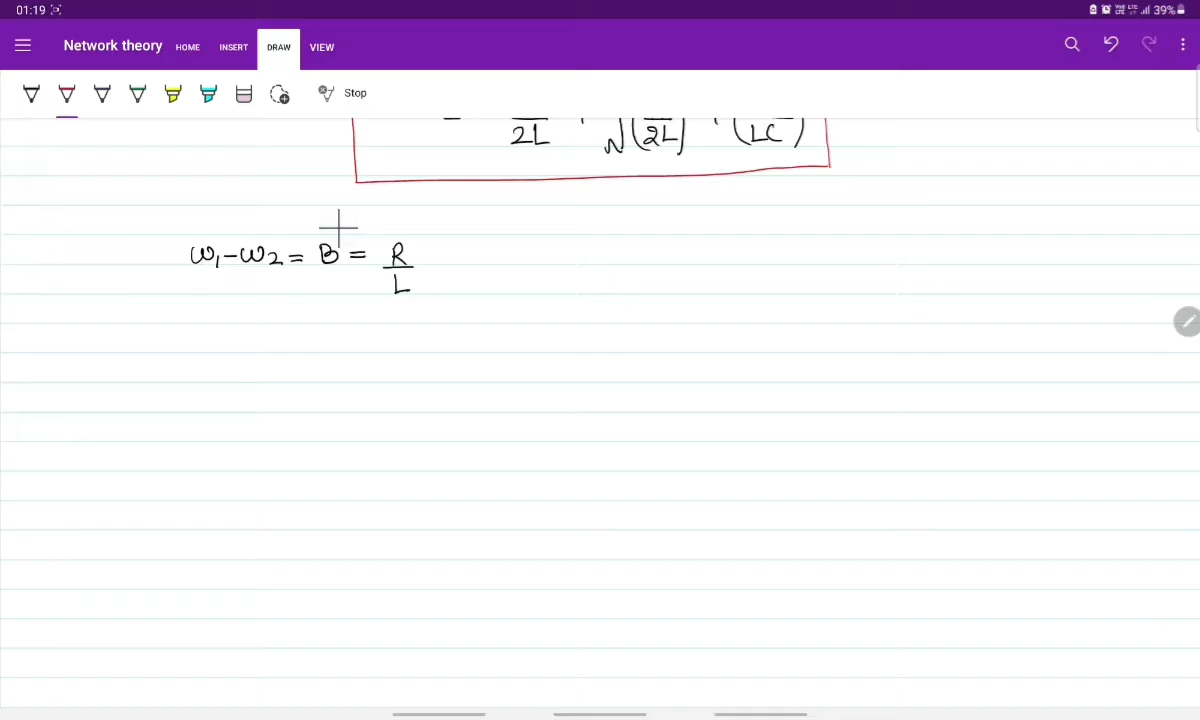 01:19 39%
Network theory HOME INSERT DRAW VIEW
Stop
= 2L √(2L) + (LC)
ω₁-ω₂ = B = R/L